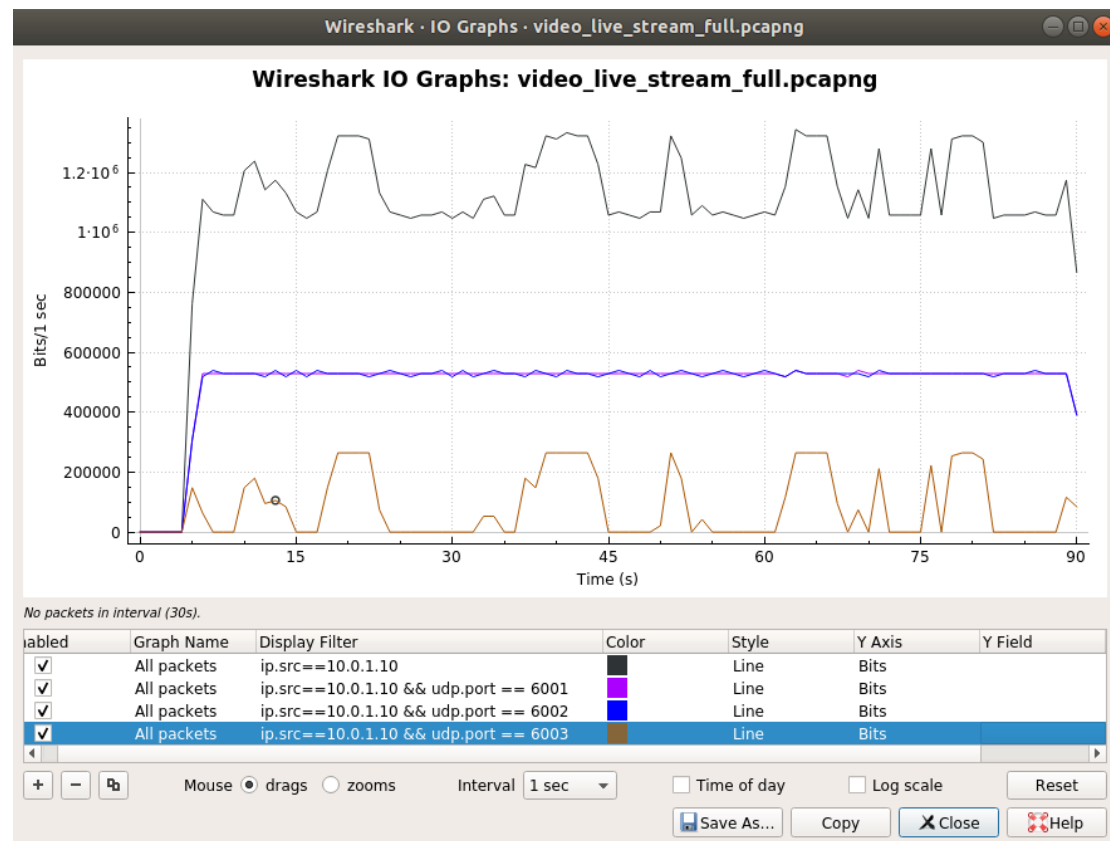 Wireshark · IO Graphs · video_live_stream_full.pcapng
Wireshark IO Graphs: video_live_stream_full.pcapng
1.2·10⁶
1·10⁶
800000
600000
400000
200000
0
Bits/1 sec
0 15 30 45 60 75 90
Time (s)
No packets in interval (30s).
abled Graph Name Display Filter Color Style Y Axis Y Field
All packets ip.src==10.0.1.10 Line Bits
All packets ip.src==10.0.1.10 && udp.port == 6001 Line Bits
All packets ip.src==10.0.1.10 && udp.port == 6002 Line Bits
All packets ip.src==10.0.1.10 && udp.port == 6003 Line Bits
+ − Mouse drags zooms Interval 1 sec Time of day Log scale Reset
Save As... Copy Close Help